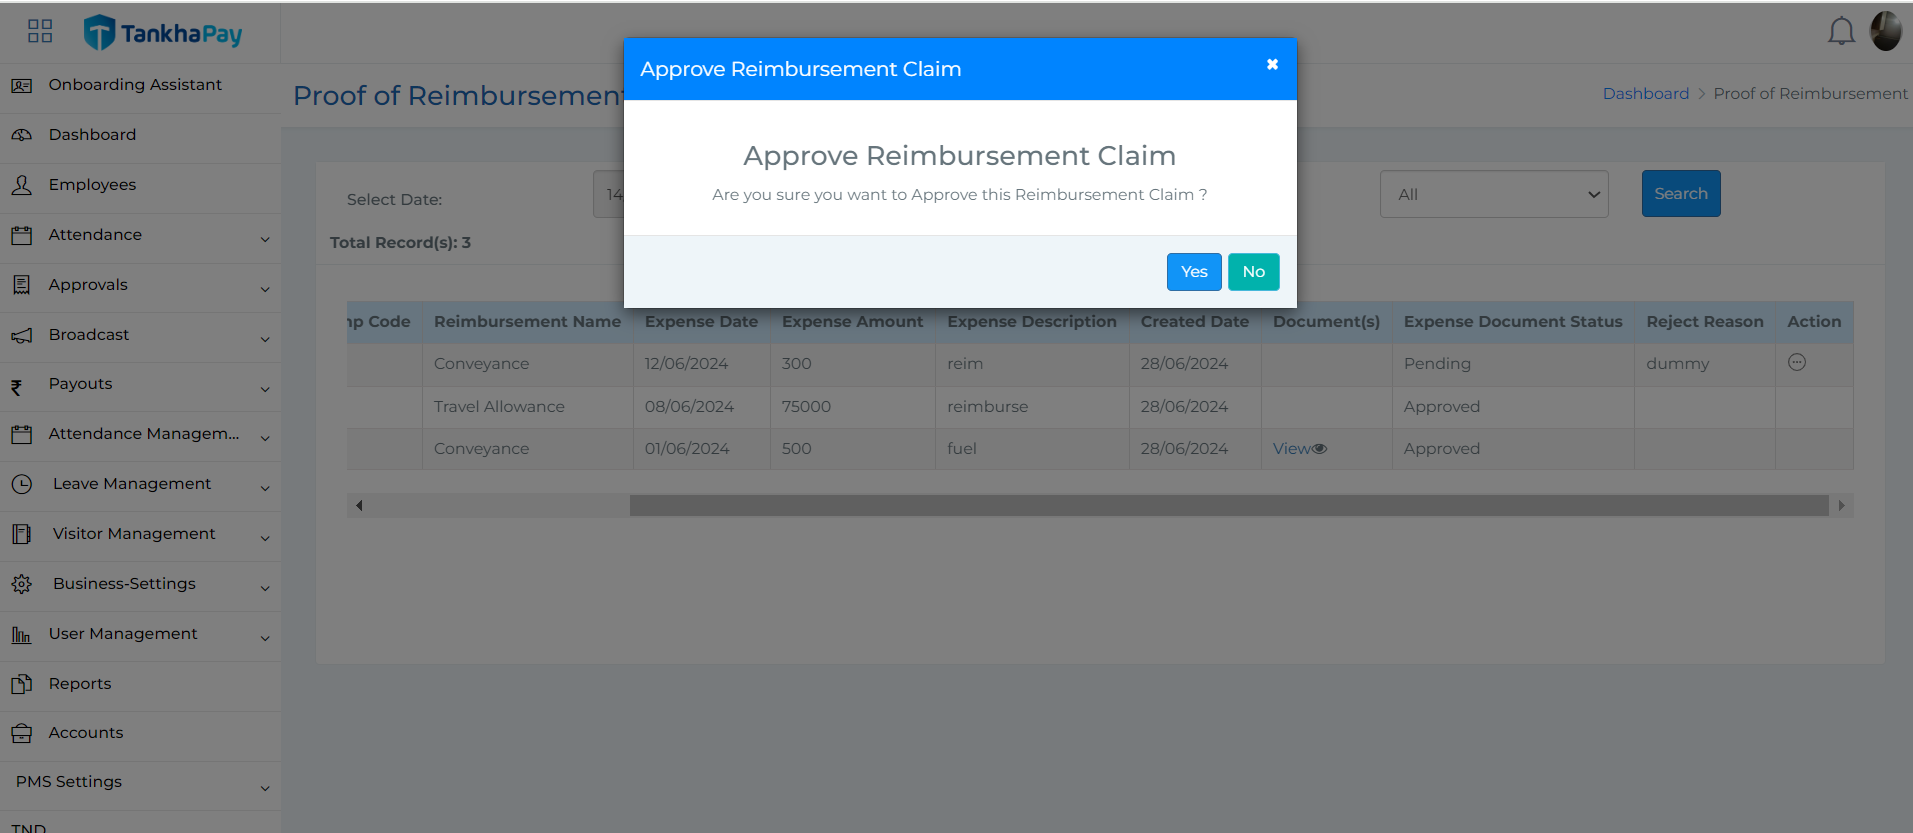 TankhaPay
Onboarding Assistant
Dashboard
Employees
Attendance
Approvals
Broadcast
Payouts
Attendance Managem...
Leave Management
Visitor Management
Business-Settings
User Management
Reports
Accounts
PMS Settings
TND
Proof of Reimbursement
Dashboard > Proof of Reimbursement
Approve Reimbursement Claim
Approve Reimbursement Claim
Are you sure you want to Approve this Reimbursement Claim ?
Yes No
Select Date: 14 All Search
Total Record(s): 3
mp Code Reimbursement Name Expense Date Expense Amount Expense Description Created Date Document(s) Expense Document Status Reject Reason Action
Conveyance 12/06/2024 300 reim 28/06/2024 Pending dummy
Travel Allowance 08/06/2024 75000 reimburse 28/06/2024 Approved
Conveyance 01/06/2024 500 fuel 28/06/2024 View Approved